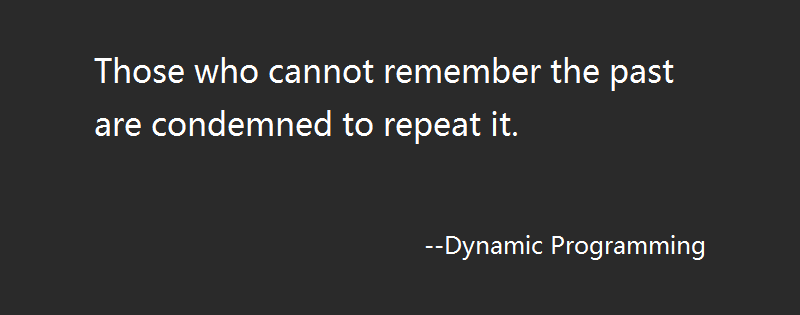 Those who cannot remember the past
are condemned to repeat it.
--Dynamic Programming